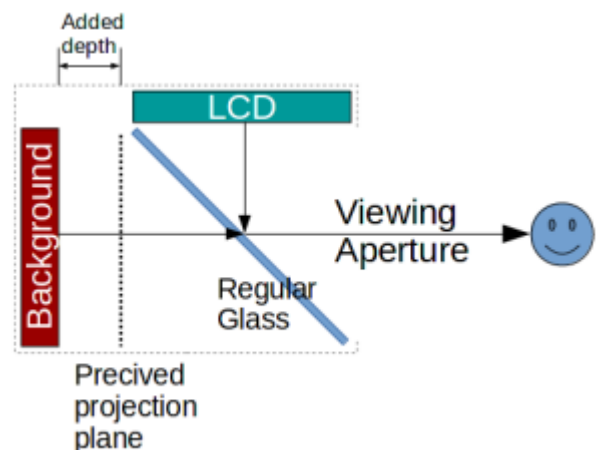 Added
depth
LCD
Background
Viewing
Aperture
Regular
Glass
Precived
projection
plane